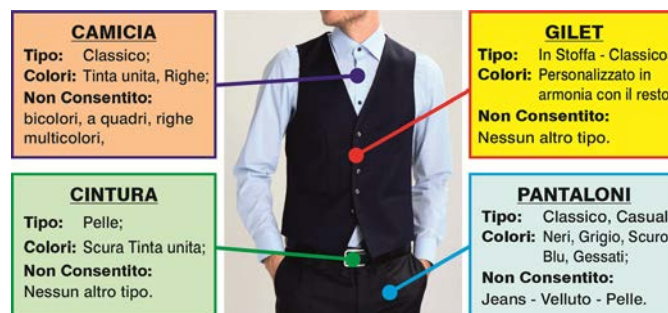 CAMICIA
Tipo: Classico;
Colori: Tinta unita, Righe;
Non Consentito:
bicolori, a quadri, righe
multicolori,
GILET
Tipo: In Stoffa - Classico
Colori: Personalizzato in
armonia con il resto
Non Consentito:
Nessun altro tipo.
CINTURA
Tipo: Pelle;
Colori: Scura Tinta unita;
Non Consentito:
Nessun altro tipo.
PANTALONI
Tipo: Classico, Casual
Colori: Neri, Grigio, Scuro
Blu, Gessati;
Non Consentito:
Jeans - Velluto - Pelle.